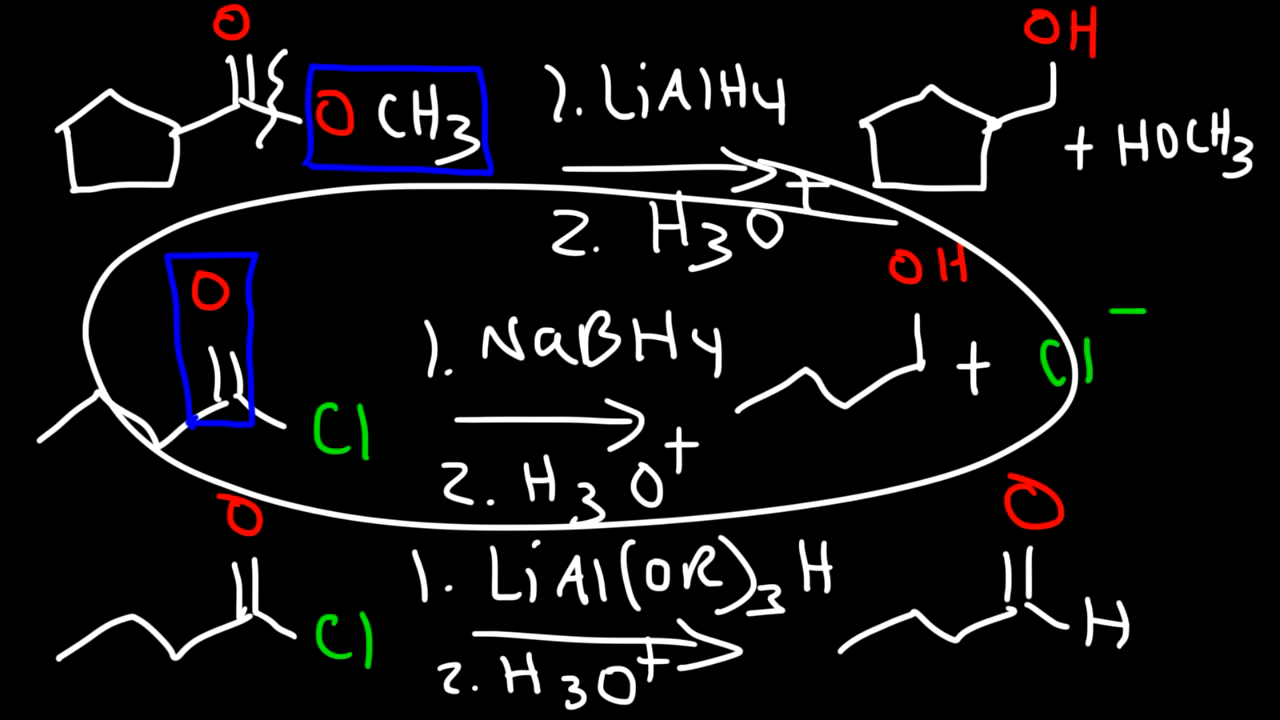 O OCH3 1. LiAlH4 2. H3O+ OH + HOCH3
O Cl 1. NaBH4 2. H3O+ OH + Cl−
O Cl 1. LiAl(OR)3H 2. H3O+ O H